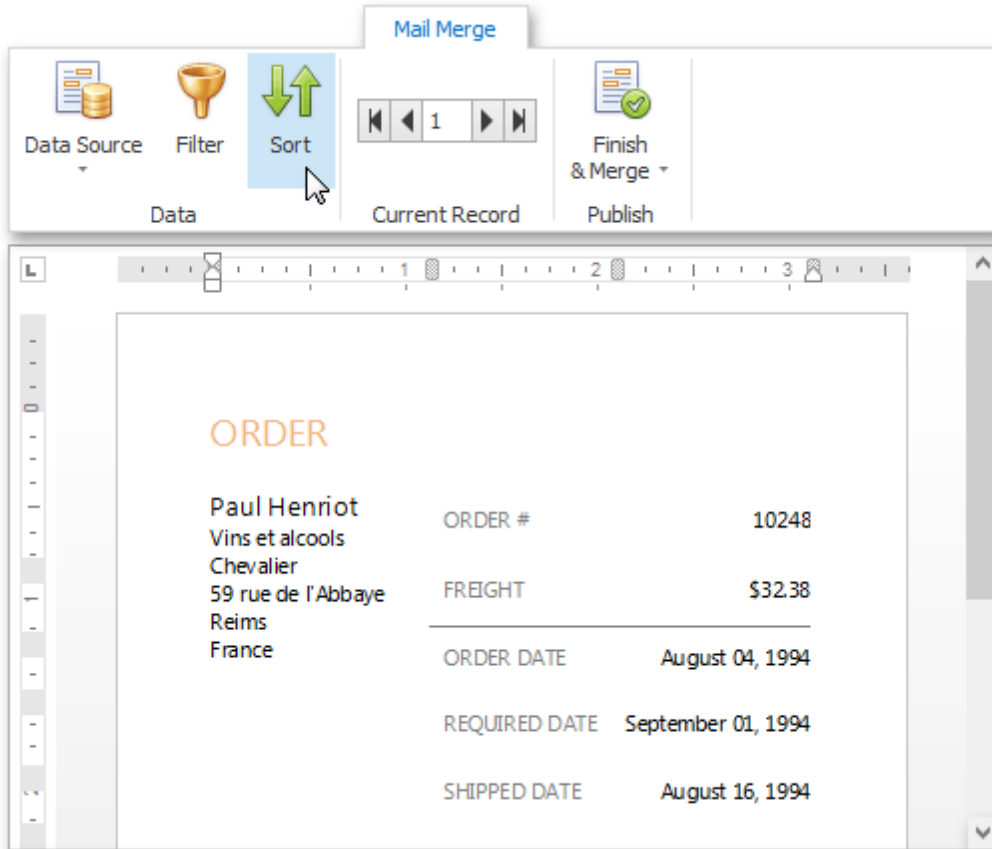 Mail Merge
Data Source
Filter
Sort
1
Finish
& Merge
Data
Current Record
Publish
1 2 3
0
1
ORDER
Paul Henriot
Vins et alcools
Chevalier
59 rue de l'Abbaye
Reims
France
ORDER # 10248
FREIGHT $32.38
ORDER DATE August 04, 1994
REQUIRED DATE September 01, 1994
SHIPPED DATE August 16, 1994